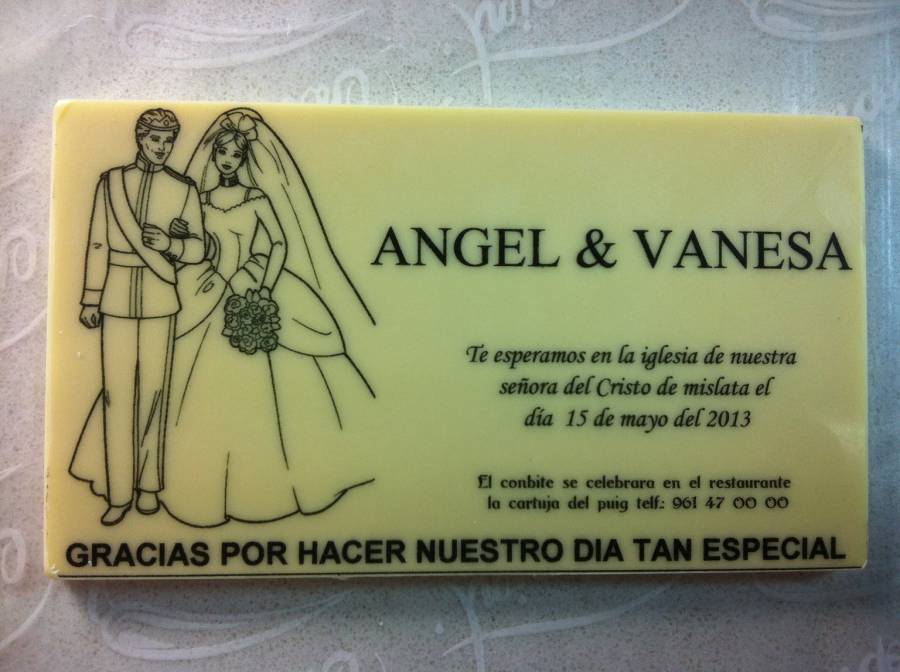 ANGEL & VANESA
Te esperamos en la iglesia de nuestra
señora del Cristo de mislata el
día 15 de mayo del 2013
El conbite se celebrara en el restaurante
la cartuja del puig telf.: 961 47 00 00
GRACIAS POR HACER NUESTRO DIA TAN ESPECIAL